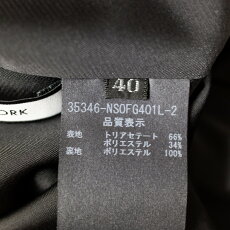 ORK
40
35346-NSOFG401L-2
品質表示
表地 トリアセテート 66%
ポリエステル 34%
裏地 ポリエステル 100%